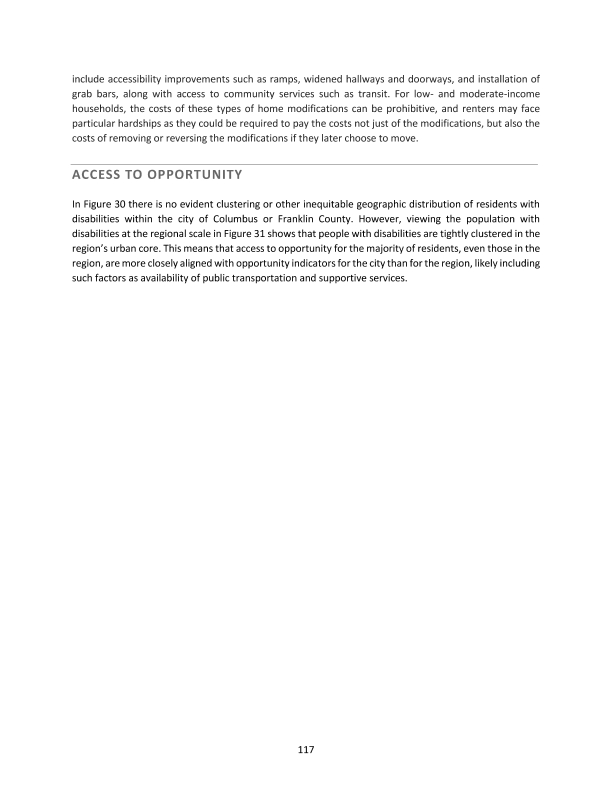 include accessibility improvements such as ramps, widened hallways and doorways, and installation of
grab bars, along with access to community services such as transit. For low- and moderate-income
households, the costs of these types of home modifications can be prohibitive, and renters may face
particular hardships as they could be required to pay the costs not just of the modifications, but also the
costs of removing or reversing the modifications if they later choose to move.
ACCESS TO OPPORTUNITY
In Figure 30 there is no evident clustering or other inequitable geographic distribution of residents with
disabilities within the city of Columbus or Franklin County. However, viewing the population with
disabilities at the regional scale in Figure 31 shows that people with disabilities are tightly clustered in the
region's urban core. This means that access to opportunity for the majority of residents, even those in the
region, are more closely aligned with opportunity indicators for the city than for the region, likely including
such factors as availability of public transportation and supportive services.
117